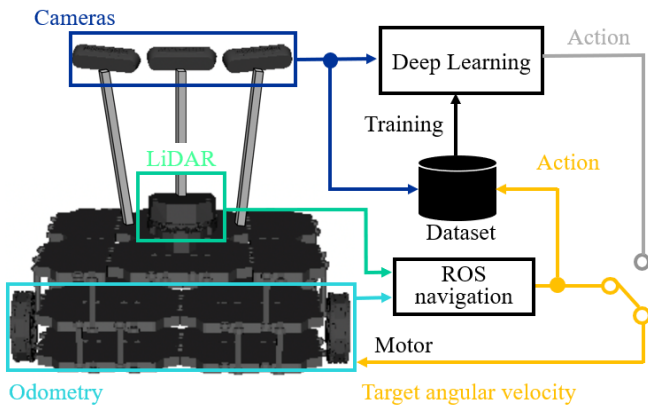 Cameras
Deep Learning
Action
Training
LiDAR
Action
Dataset
ROS
navigation
Motor
Odometry
Target angular velocity